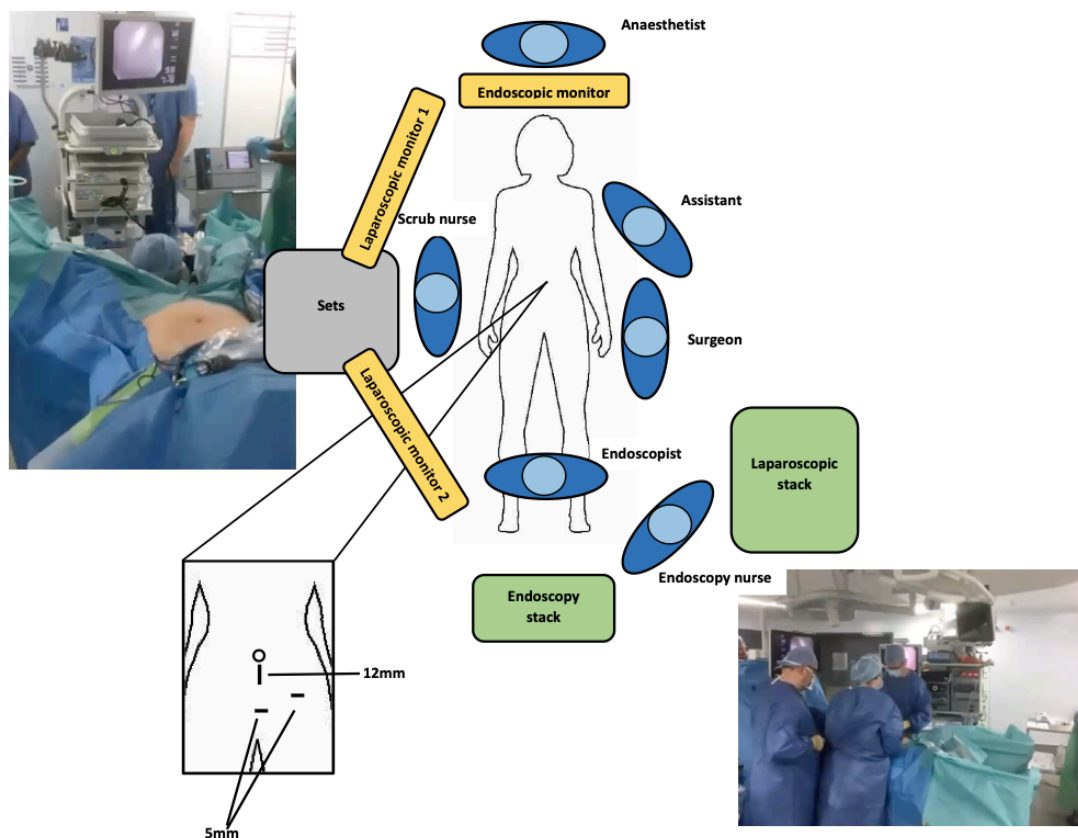 Anaesthetist
Endoscopic monitor
Laparoscopic monitor 1
Assistant
Scrub nurse
Sets
Surgeon
Laparoscopic monitor 2
Endoscopist
Laparoscopic
stack
Endoscopy nurse
Endoscopy
stack
12mm
5mm